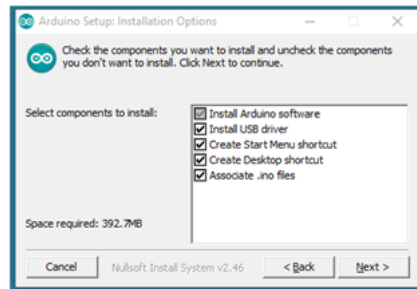 Arduino Setup: Installation Options
Check the components you want to install and uncheck the components
you don't want to install. Click Next to continue.
Select components to install:
Install Arduino software
Install USB driver
Create Start Menu shortcut
Create Desktop shortcut
Associate .ino files
Space required: 392.7MB
Cancel
Nullsoft Install System v2.46
< Back
Next >